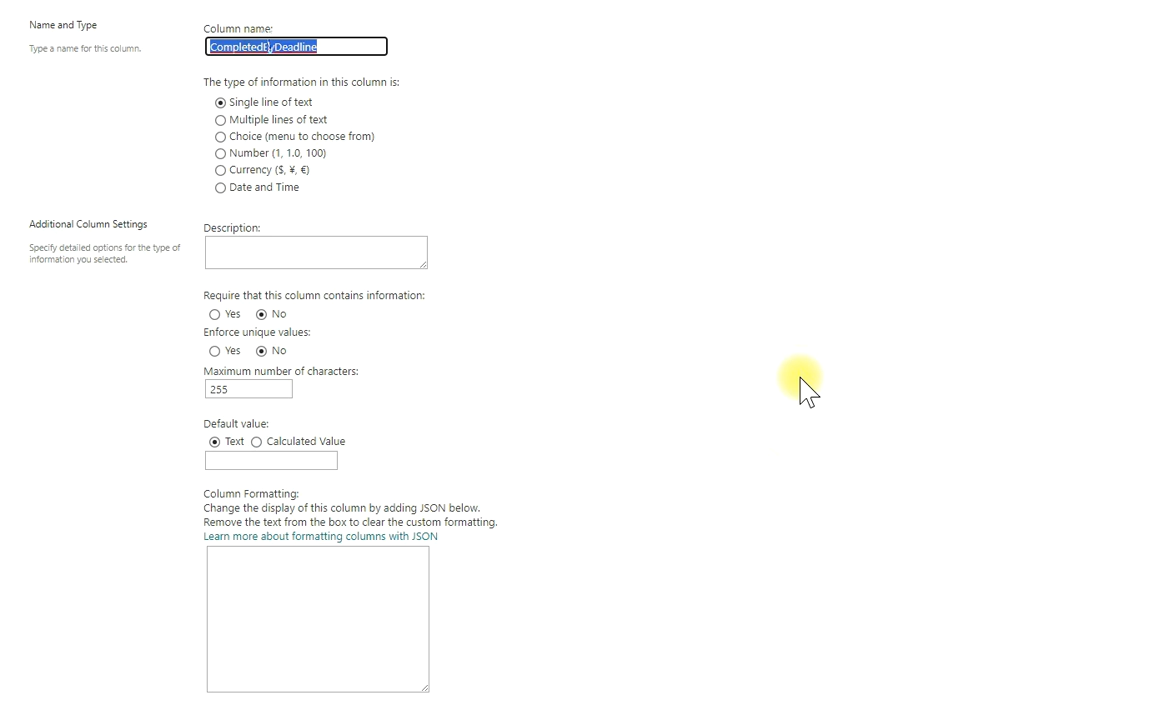 Name and Type
Type a name for this column.
Column name:
CompletedByDeadline
The type of information in this column is:
Single line of text
Multiple lines of text
Choice (menu to choose from)
Number (1, 1.0, 100)
Currency ($, ¥, €)
Date and Time
Additional Column Settings
Specify detailed options for the type of
information you selected.
Description:
Require that this column contains information:
Yes No
Enforce unique values:
Yes No
Maximum number of characters:
255
Default value:
Text Calculated Value
Column Formatting:
Change the display of this column by adding JSON below.
Remove the text from the box to clear the custom formatting.
Learn more about formatting columns with JSON